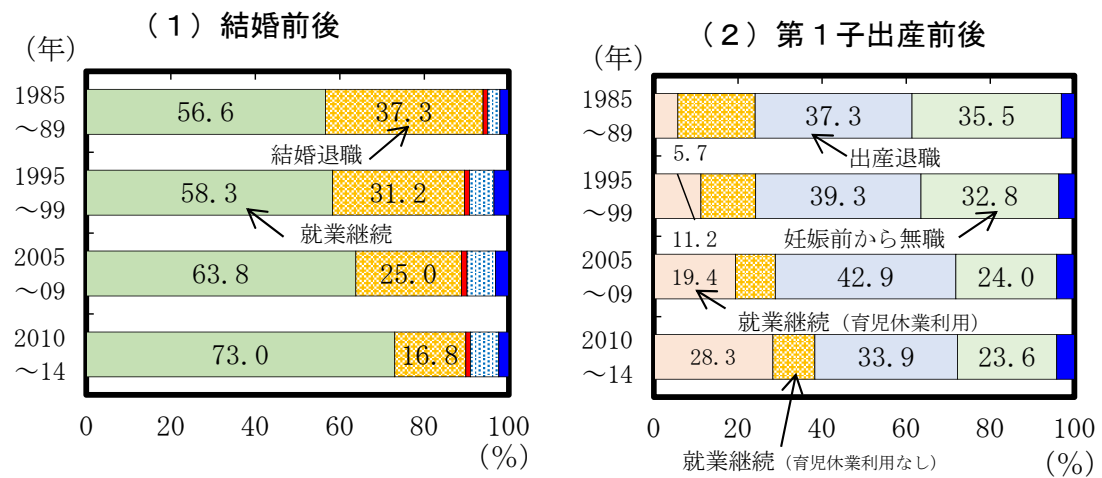 （1）結婚前後
(年)
0 20 40 60 80 100
1985
～89
56.6 37.3
結婚退職
1995
～99
58.3 31.2
就業継続
2005
～09
63.8 25.0
2010
～14
73.0 16.8
0 20 40 60 80 100
(%)
（2）第1子出産前後
(年)
1985
～89
37.3 35.5
5.7 出産退職
1995
～99
39.3 32.8
11.2 妊娠前から無職
2005
～09
19.4 42.9 24.0
就業継続（育児休業利用）
2010
～14
28.3 33.9 23.6
0 20 40 60 80 100
就業継続（育児休業利用なし）
(%)